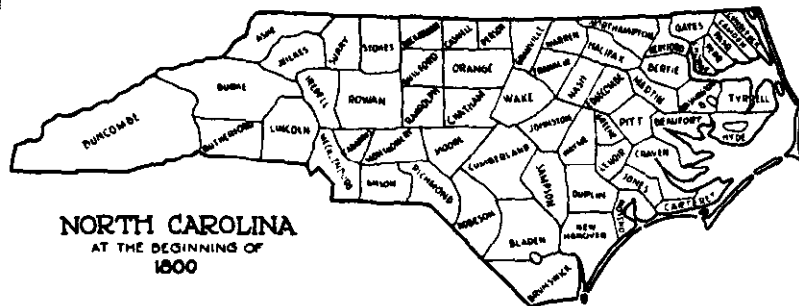 ASHE
WILKES
SURRY
STOKES
ROCKINGHAM
CASWELL
PERSON
GRANVILLE
WARREN
NORTHAMPTON
HALIFAX
GATES
HERTFORD
BERTIE
CAMDEN
BURKE
IREDELL
ROWAN
GUILFORD
ORANGE
FRANKLIN
NASH
MARTIN
TYRRELL
BUNCOMBE
RUTHERFORD
LINCOLN
RANDOLPH
CHATHAM
WAKE
EDGECOMBE
PITT
BEAUFORT
HYDE
GREENE
JOHNSTON
WAYNE
LENOIR
CRAVEN
MECKLENBURG
CABARRUS
MONTGOMERY
MOORE
CUMBERLAND
SAMPSON
DUPLIN
JONES
CARTERET
ANSON
RICHMOND
ROBESON
BLADEN
NEW
HANOVER
ONSLOW
BRUNSWICK
NORTH CAROLINA
AT THE BEGINNING OF
1800